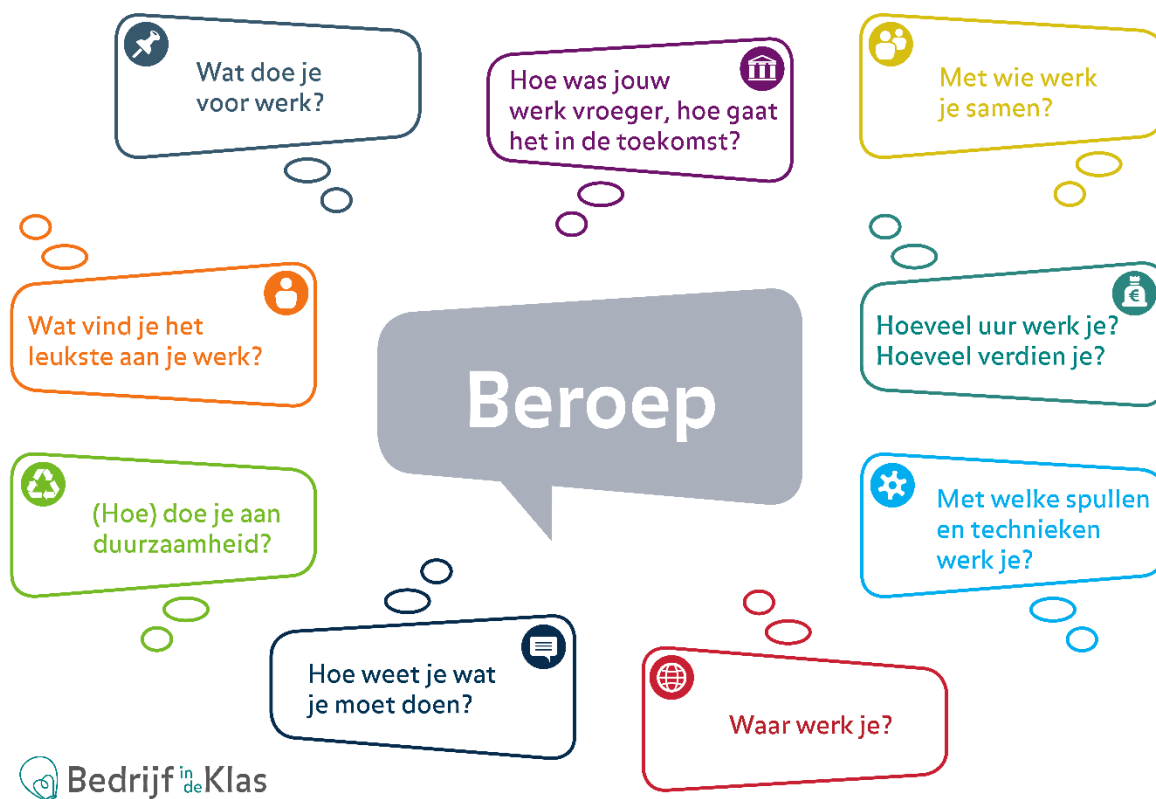 Wat doe je
voor werk?
Hoe was jouw
werk vroeger, hoe gaat
het in de toekomst?
Met wie werk
je samen?
Wat vind je het
leukste aan je werk?
Beroep
€
Hoeveel uur werk je?
Hoeveel verdien je?
(Hoe) doe je aan
duurzaamheid?
Met welke spullen
en technieken
werk je?
Hoe weet je wat
je moet doen?
Waar werk je?
Bedrijf in de Klas